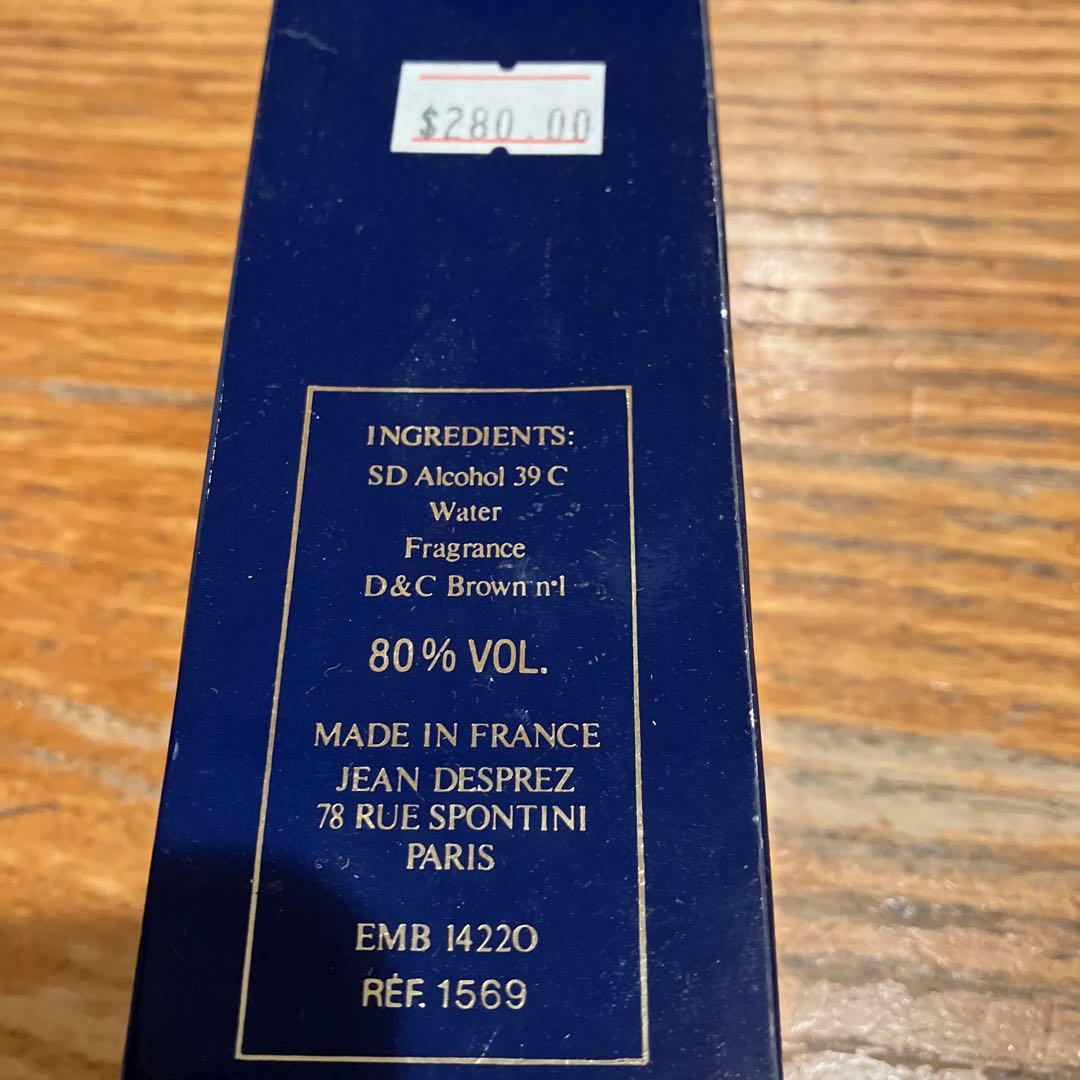 $280.00
INGREDIENTS:
SD Alcohol 39 C
Water
Fragrance
D&C Brown n•1
80% VOL.
MADE IN FRANCE
JEAN DESPREZ
78 RUE SPONTINI
PARIS
EMB 14220
RÉF. 1569